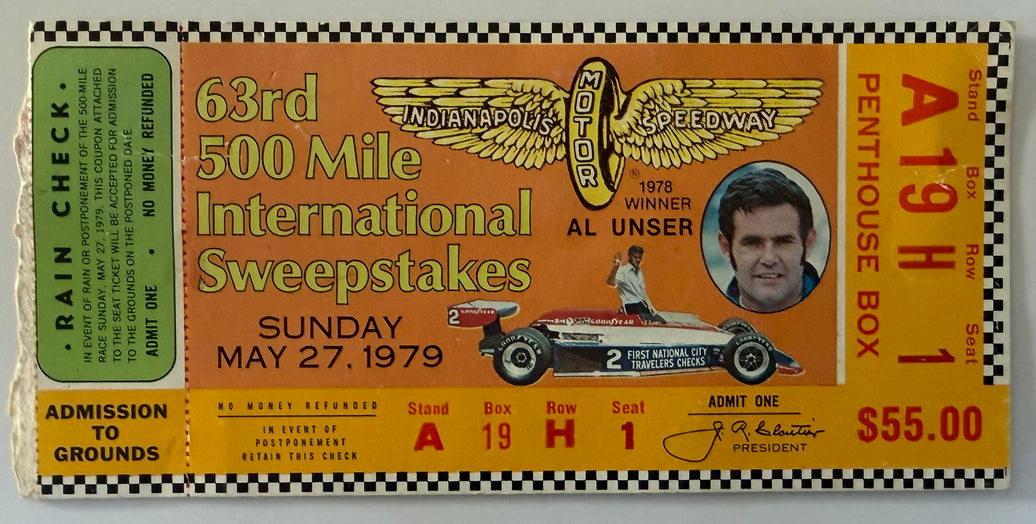 RAIN CHECK
IN EVENT OF RAIN OR POSTPONEMENT OF THE 500-MILE
RACE SUNDAY, MAY 27, 1979, THIS COUPON ATTACHED
TO THE SEAT TICKET WILL BE ACCEPTED FOR ADMISSION
TO THE GROUNDS ON THE POSTPONED DATE
ADMIT ONE • NO MONEY REFUNDED
ADMISSION
TO
GROUNDS
63rd
500 Mile
International
Sweepstakes
SUNDAY
MAY 27, 1979
INDIANAPOLIS MOTOR SPEEDWAY
®
1978
WINNER
AL UNSER
2 GOODYEAR
GOODYEAR
GOODYEAR
2 FIRST NATIONAL CITY
TRAVELERS CHECKS
GOODYEAR
NO MONEY REFUNDED
IN EVENT OF
POSTPONEMENT
RETAIN THIS CHECK
Stand Box Row Seat
A 19 H 1
ADMIT ONE
J. R. Cloutier
PRESIDENT
Stand Box Row Seat
A 19 H 1
PENTHOUSE BOX
$55.00